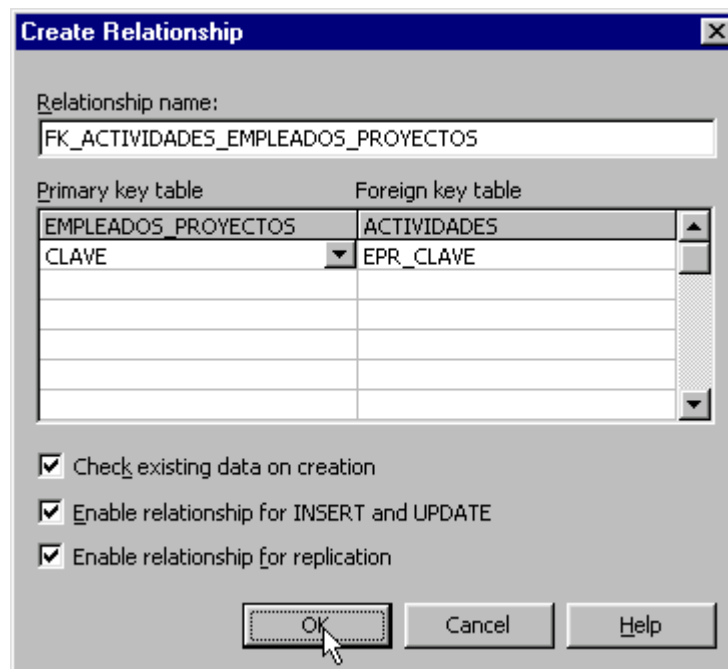 Create Relationship
Relationship name:
FK_ACTIVIDADES_EMPLEADOS_PROYECTOS
Primary key table Foreign key table
EMPLEADOS_PROYECTOS ACTIVIDADES
CLAVE EPR_CLAVE
Check existing data on creation
Enable relationship for INSERT and UPDATE
Enable relationship for replication
OK Cancel Help